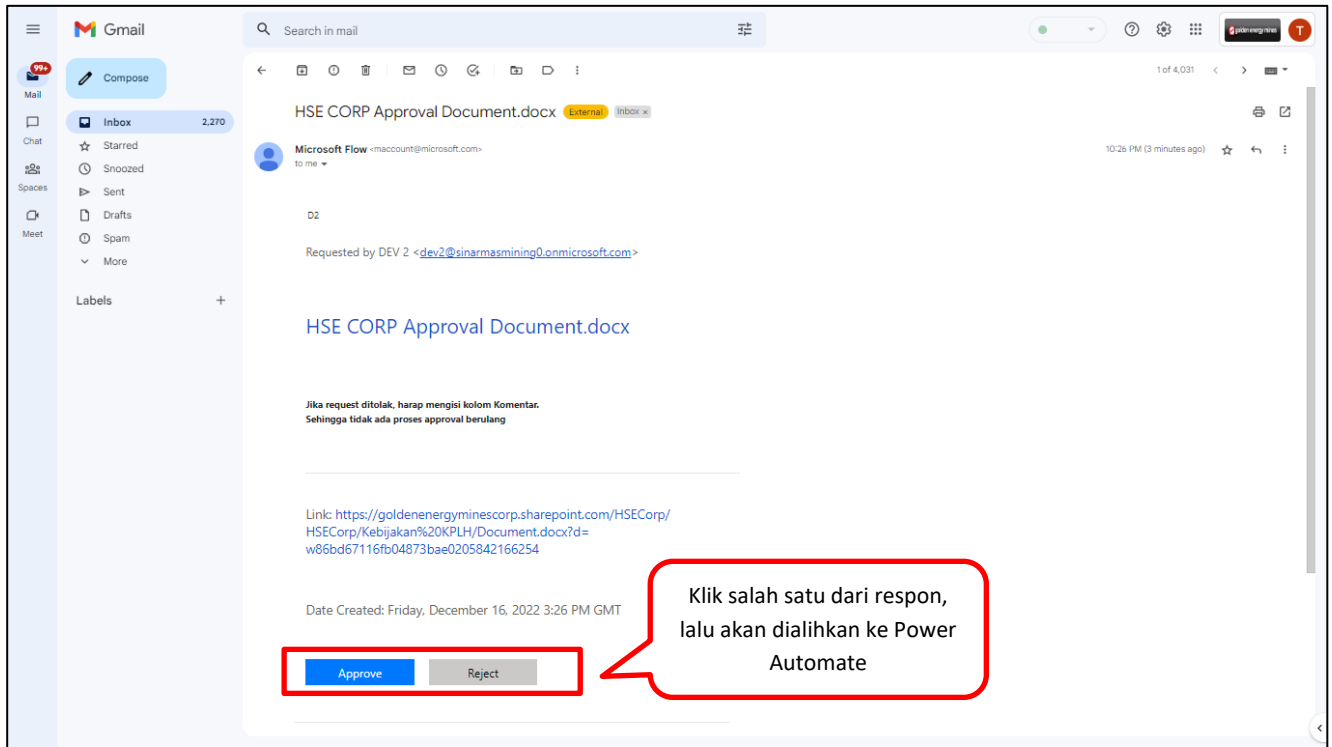 Gmail
Search in mail
golden energy mines
T
99+
Mail
Compose
1 of 4,031
Chat
Spaces
Meet
Inbox 2,270
Starred
Snoozed
Sent
Drafts
Spam
More
Labels +
HSE CORP Approval Document.docx External Inbox x
Microsoft Flow <maccount@microsoft.com>
10:26 PM (3 minutes ago)
to me
D2
Requested by DEV 2 <dev2@sinarmasmining0.onmicrosoft.com>
HSE CORP Approval Document.docx
Jika request ditolak, harap mengisi kolom Komentar.
Sehingga tidak ada proses approval berulang
Link: https://goldenenergyminescorp.sharepoint.com/HSECorp/
HSECorp/Kebijakan%20KPLH/Document.docx?d=
w86bd67116fb04873bae0205842166254
Date Created: Friday, December 16, 2022 3:26 PM GMT
Approve
Reject
Klik salah satu dari respon,
lalu akan dialihkan ke Power
Automate